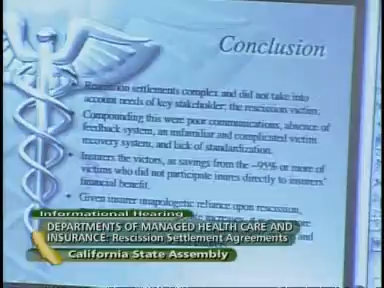 Conclusion
• Rescission settlements complex and did not take into
account needs of key stakeholder: the rescission victim.
• Compounding this were poor communications, absence of
feedback system, an unfamiliar and complicated victim
recovery system, and lack of standardization.
• Insurers the victors, as savings from the ~95% or more of
victims who did not participate inures directly to insurers'
financial benefit.
• Given insurer unapologetic reliance upon rescission,
and
Informational Hearing
DEPARTMENTS OF MANAGED HEALTH CARE AND
INSURANCE: Rescission Settlement Agreements
California State Assembly